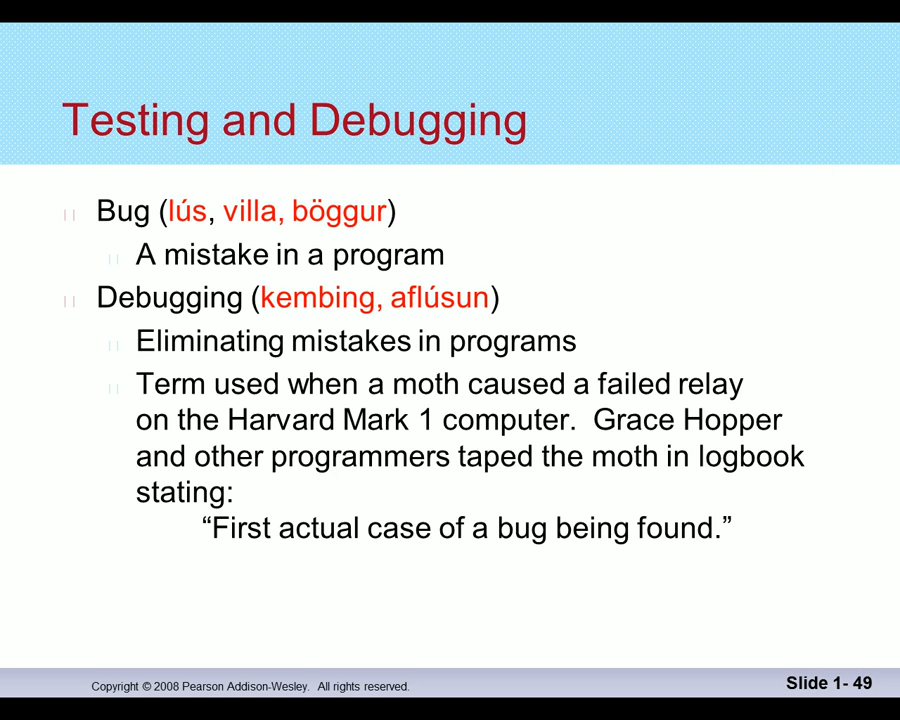 Testing and Debugging
Bug (lús, villa, böggur)
A mistake in a program
Debugging (kembing, aflúsun)
Eliminating mistakes in programs
Term used when a moth caused a failed relay
on the Harvard Mark 1 computer.  Grace Hopper
and other programmers taped the moth in logbook
stating:
“First actual case of a bug being found.”
Copyright © 2008 Pearson Addison-Wesley.  All rights reserved.
Slide 1- 49